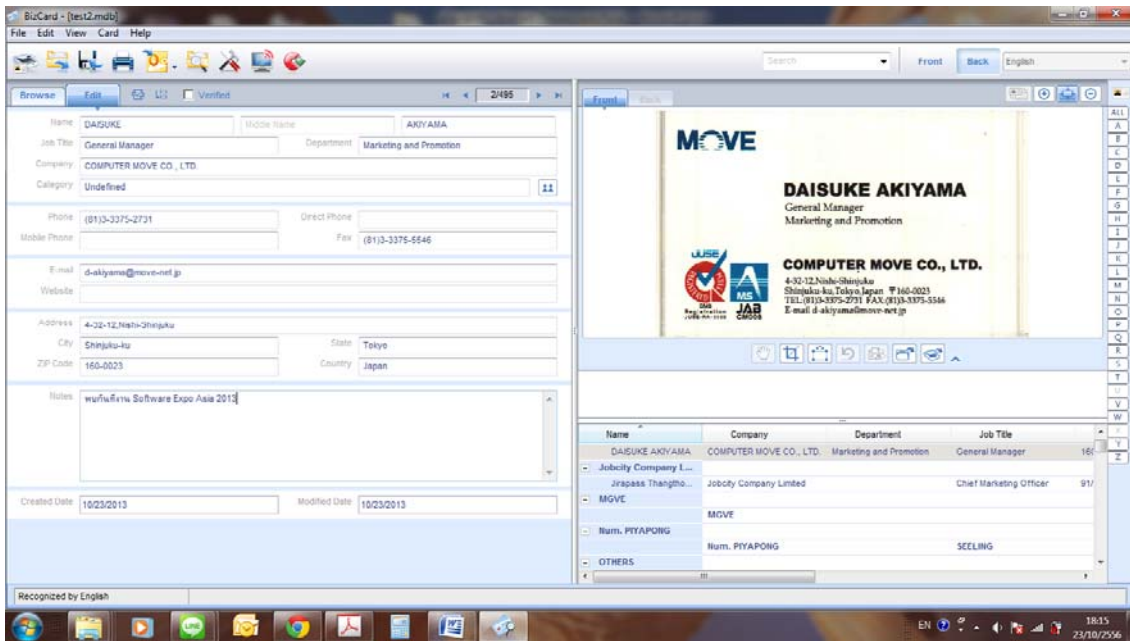 BizCard - [test2.mdb]
File Edit View Card Help
Search Front Back English
Browse Edit Verified 2/495
Name DAISUKE Middle Name AKIYAMA
Job Title General Manager Department Marketing and Promotion
Company COMPUTER MOVE CO., LTD.
Category Undefined
Phone (81)3-3375-2731 Direct Phone
Mobile Phone Fax (81)3-3375-5546
E-mail d-akiyama@move-net.jp
Website
Address 4-32-12,Nishi-Shinjuku
City Shinjuku-ku State Tokyo
ZIP Code 160-0023 Country Japan
Notes พบกันที่งาน Software Expo Asia 2013
Created Date 10/23/2013 Modified Date 10/23/2013
Front Back
MOVE
DAISUKE AKIYAMA
General Manager
Marketing and Promotion
JUSE
MS
JAB
CM008
Registration
COMPUTER MOVE CO., LTD.
4-32-12,Nishi-Shinjuku
Shinjuku-ku,Tokyo,Japan 〒160-0023
TEL:(81)3-3375-2731 FAX:(81)3-3375-5546
E-mail d-akiyama@move-net.jp
Name Company Department Job Title
DAISUKE AKIYAMA COMPUTER MOVE CO., LTD. Marketing and Promotion General Manager 160
Jobcity Company L...
Jirapass Thangtho... Jobcity Company Limited Chief Marketing Officer 91/
MGVE
MGVE
Num. PIYAPONG
Num. PIYAPONG SEELING
OTHERS
ALL
A
B
C
D
E
F
G
H
I
J
K
L
M
N
O
P
Q
R
S
T
U
V
W
X
Y
Z
Recognized by English
EN 18:15
23/10/2556